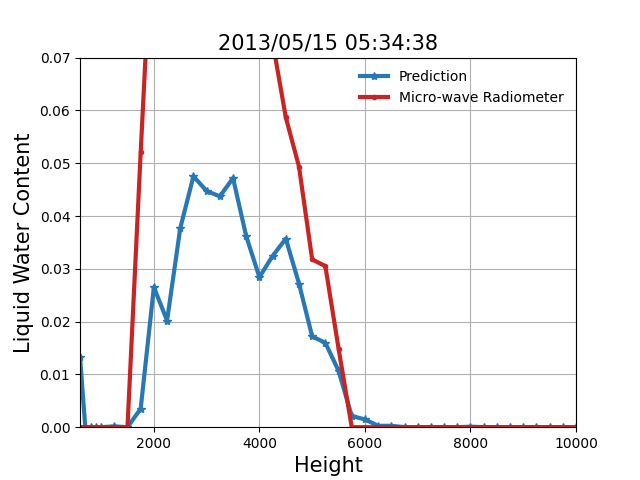 2013/05/15 05:34:38
0.07
0.06
0.05
0.04
0.03
0.02
0.01
0.00
Liquid Water Content
Prediction
Micro-wave Radiometer
2000 4000 6000 8000 10000
Height